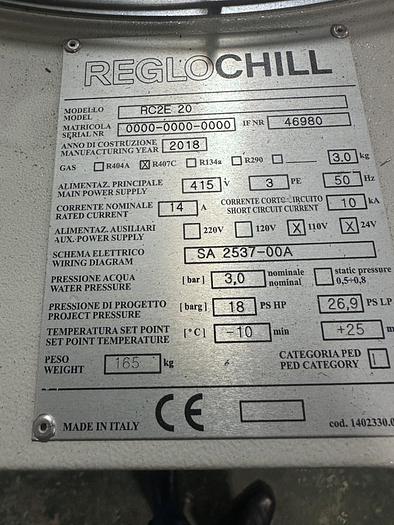 REGLOCHILL
MODELLO
MODEL RC2E 20
MATRICOLA
SERIAL NR 0000-0000-0000 IF NR 46980
ANNO DI COSTRUZIONE
MANUFACTURING YEAR 2018
GAS R404A X R407C R134a R290 3.0 kg
ALIMENTAZ. PRINCIPALE
MAIN POWER SUPPLY 415 V 3 PE 50 Hz
CORRENTE NOMINALE
RATED CURRENT 14 A CORRENTE CORTO CIRCUITO
SHORT CIRCUIT CURRENT 10 kA
ALIMENTAZ. AUSILIARI
AUX. POWER SUPPLY 220V 120V X 110V X 24V
SCHEMA ELETTRICO
WIRING DIAGRAM SA 2537-00A
PRESSIONE ACQUA
WATER PRESSURE [bar] 3,0 nominale
nominal static pressure
0,5÷0,8
PRESSIONE DI PROGETTO
PROJECT PRESSURE [barg] 18 PS HP 26,9 PS LP
TEMPERATURA SET POINT
SET POINT TEMPERATURE [°C] -10 min +25 m
PESO
WEIGHT 165 kg CATEGORIA PED
PED CATEGORY I
MADE IN ITALY CE cod. 1402330.0